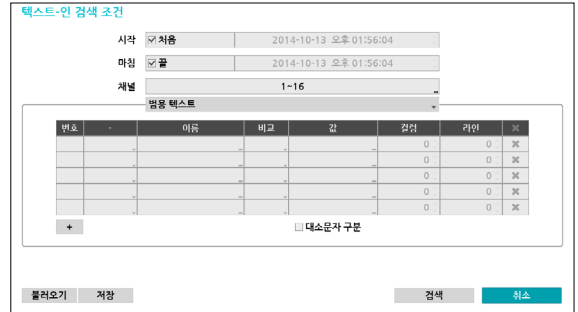 텍스트-인 검색 조건
시작 처음 2014-10-13 오후 01:56:04
마침 끝 2014-10-13 오후 01:56:04
채널 1~16
범용 텍스트
번호 - 이름 비교 값 컬럼 라인
0 0
0 0
0 0
0 0
0 0
+ 대소문자 구분
불러오기 저장 검색 취소